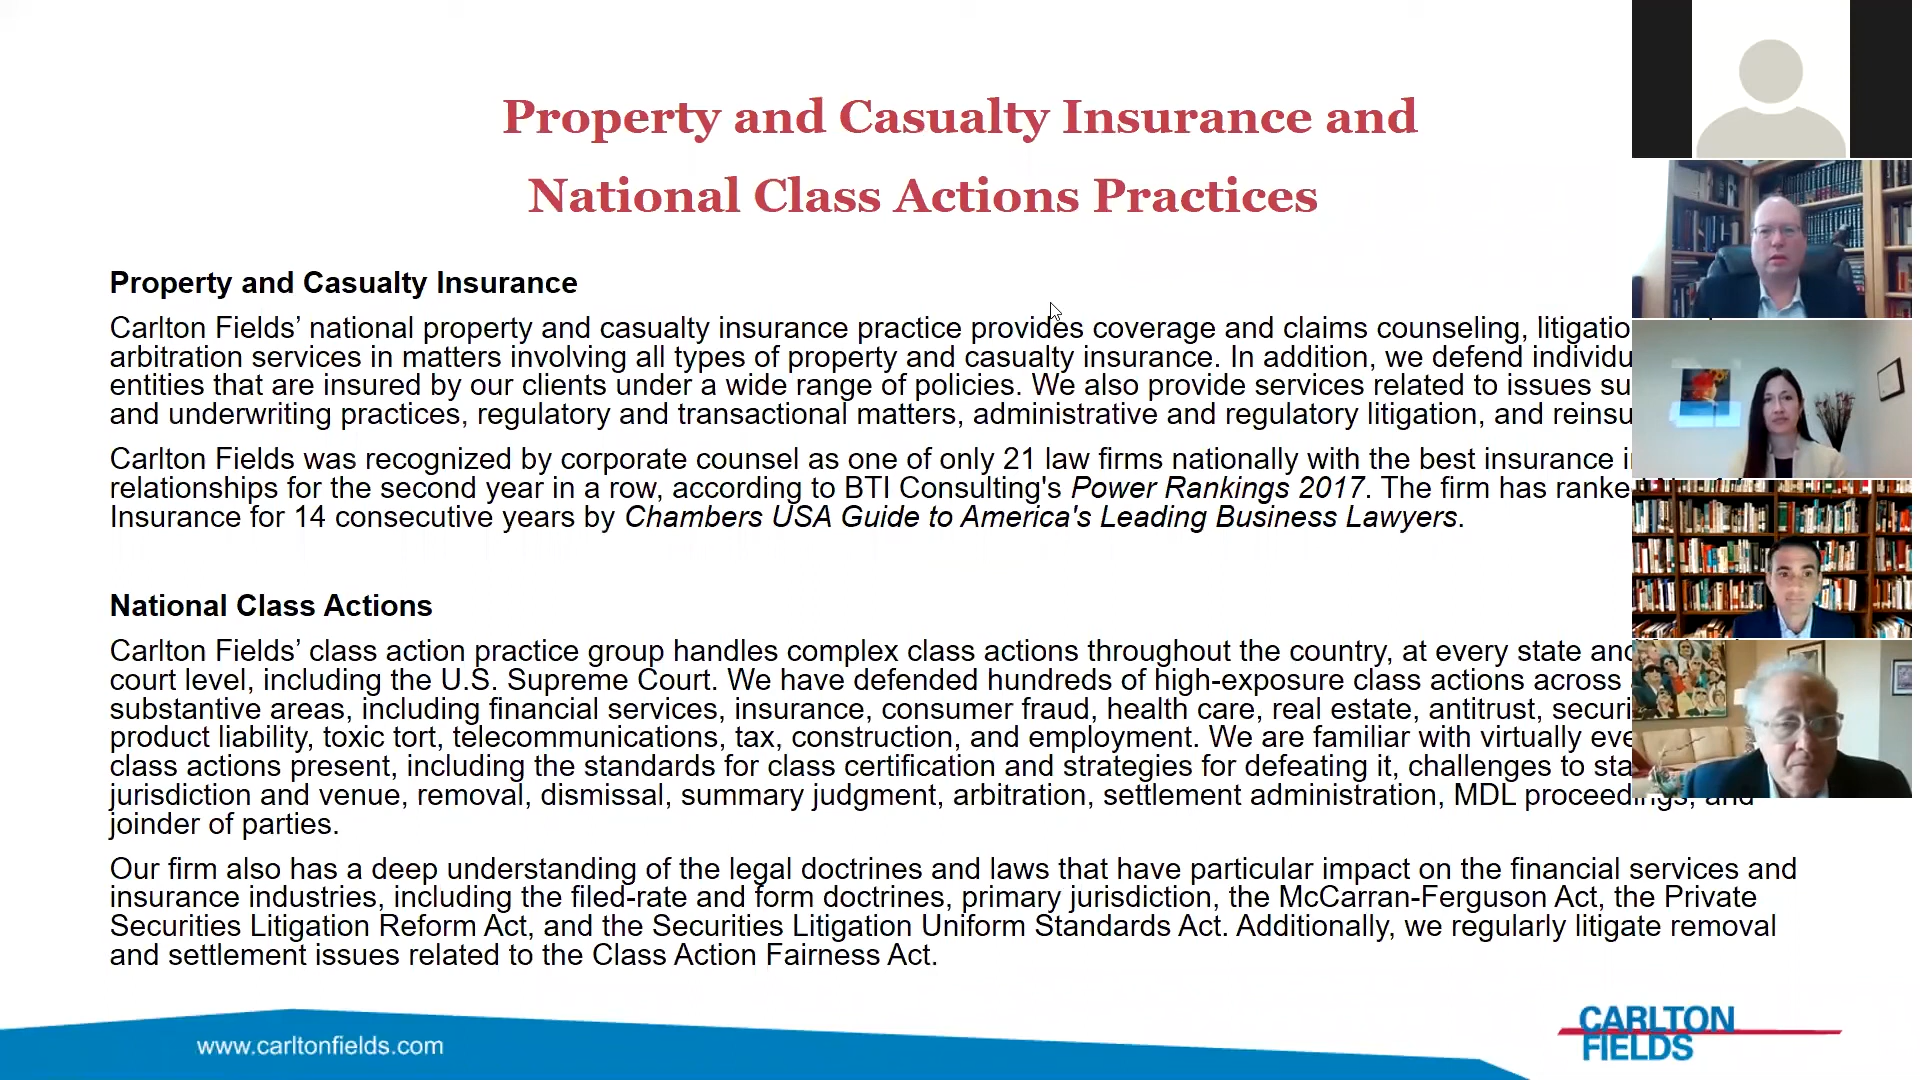 Property and Casualty Insurance and
National Class Actions Practices
Property and Casualty Insurance
Carlton Fields’ national property and casualty insurance practice provides coverage and claims counseling, litigatio
arbitration services in matters involving all types of property and casualty insurance. In addition, we defend individu
entities that are insured by our clients under a wide range of policies. We also provide services related to issues su
and underwriting practices, regulatory and transactional matters, administrative and regulatory litigation, and reinsu
Carlton Fields was recognized by corporate counsel as one of only 21 law firms nationally with the best insurance i
relationships for the second year in a row, according to BTI Consulting's Power Rankings 2017. The firm has ranke
Insurance for 14 consecutive years by Chambers USA Guide to America's Leading Business Lawyers.
National Class Actions
Carlton Fields’ class action practice group handles complex class actions throughout the country, at every state and
court level, including the U.S. Supreme Court. We have defended hundreds of high-exposure class actions across
substantive areas, including financial services, insurance, consumer fraud, health care, real estate, antitrust, securi
product liability, toxic tort, telecommunications, tax, construction, and employment. We are familiar with virtually eve
class actions present, including the standards for class certification and strategies for defeating it, challenges to sta
jurisdiction and venue, removal, dismissal, summary judgment, arbitration, settlement administration, MDL proceedings, and
joinder of parties.
Our firm also has a deep understanding of the legal doctrines and laws that have particular impact on the financial services and
insurance industries, including the filed-rate and form doctrines, primary jurisdiction, the McCarran-Ferguson Act, the Private
Securities Litigation Reform Act, and the Securities Litigation Uniform Standards Act. Additionally, we regularly litigate removal
and settlement issues related to the Class Action Fairness Act.
www.carltonfields.com
CARLTON
FIELDS